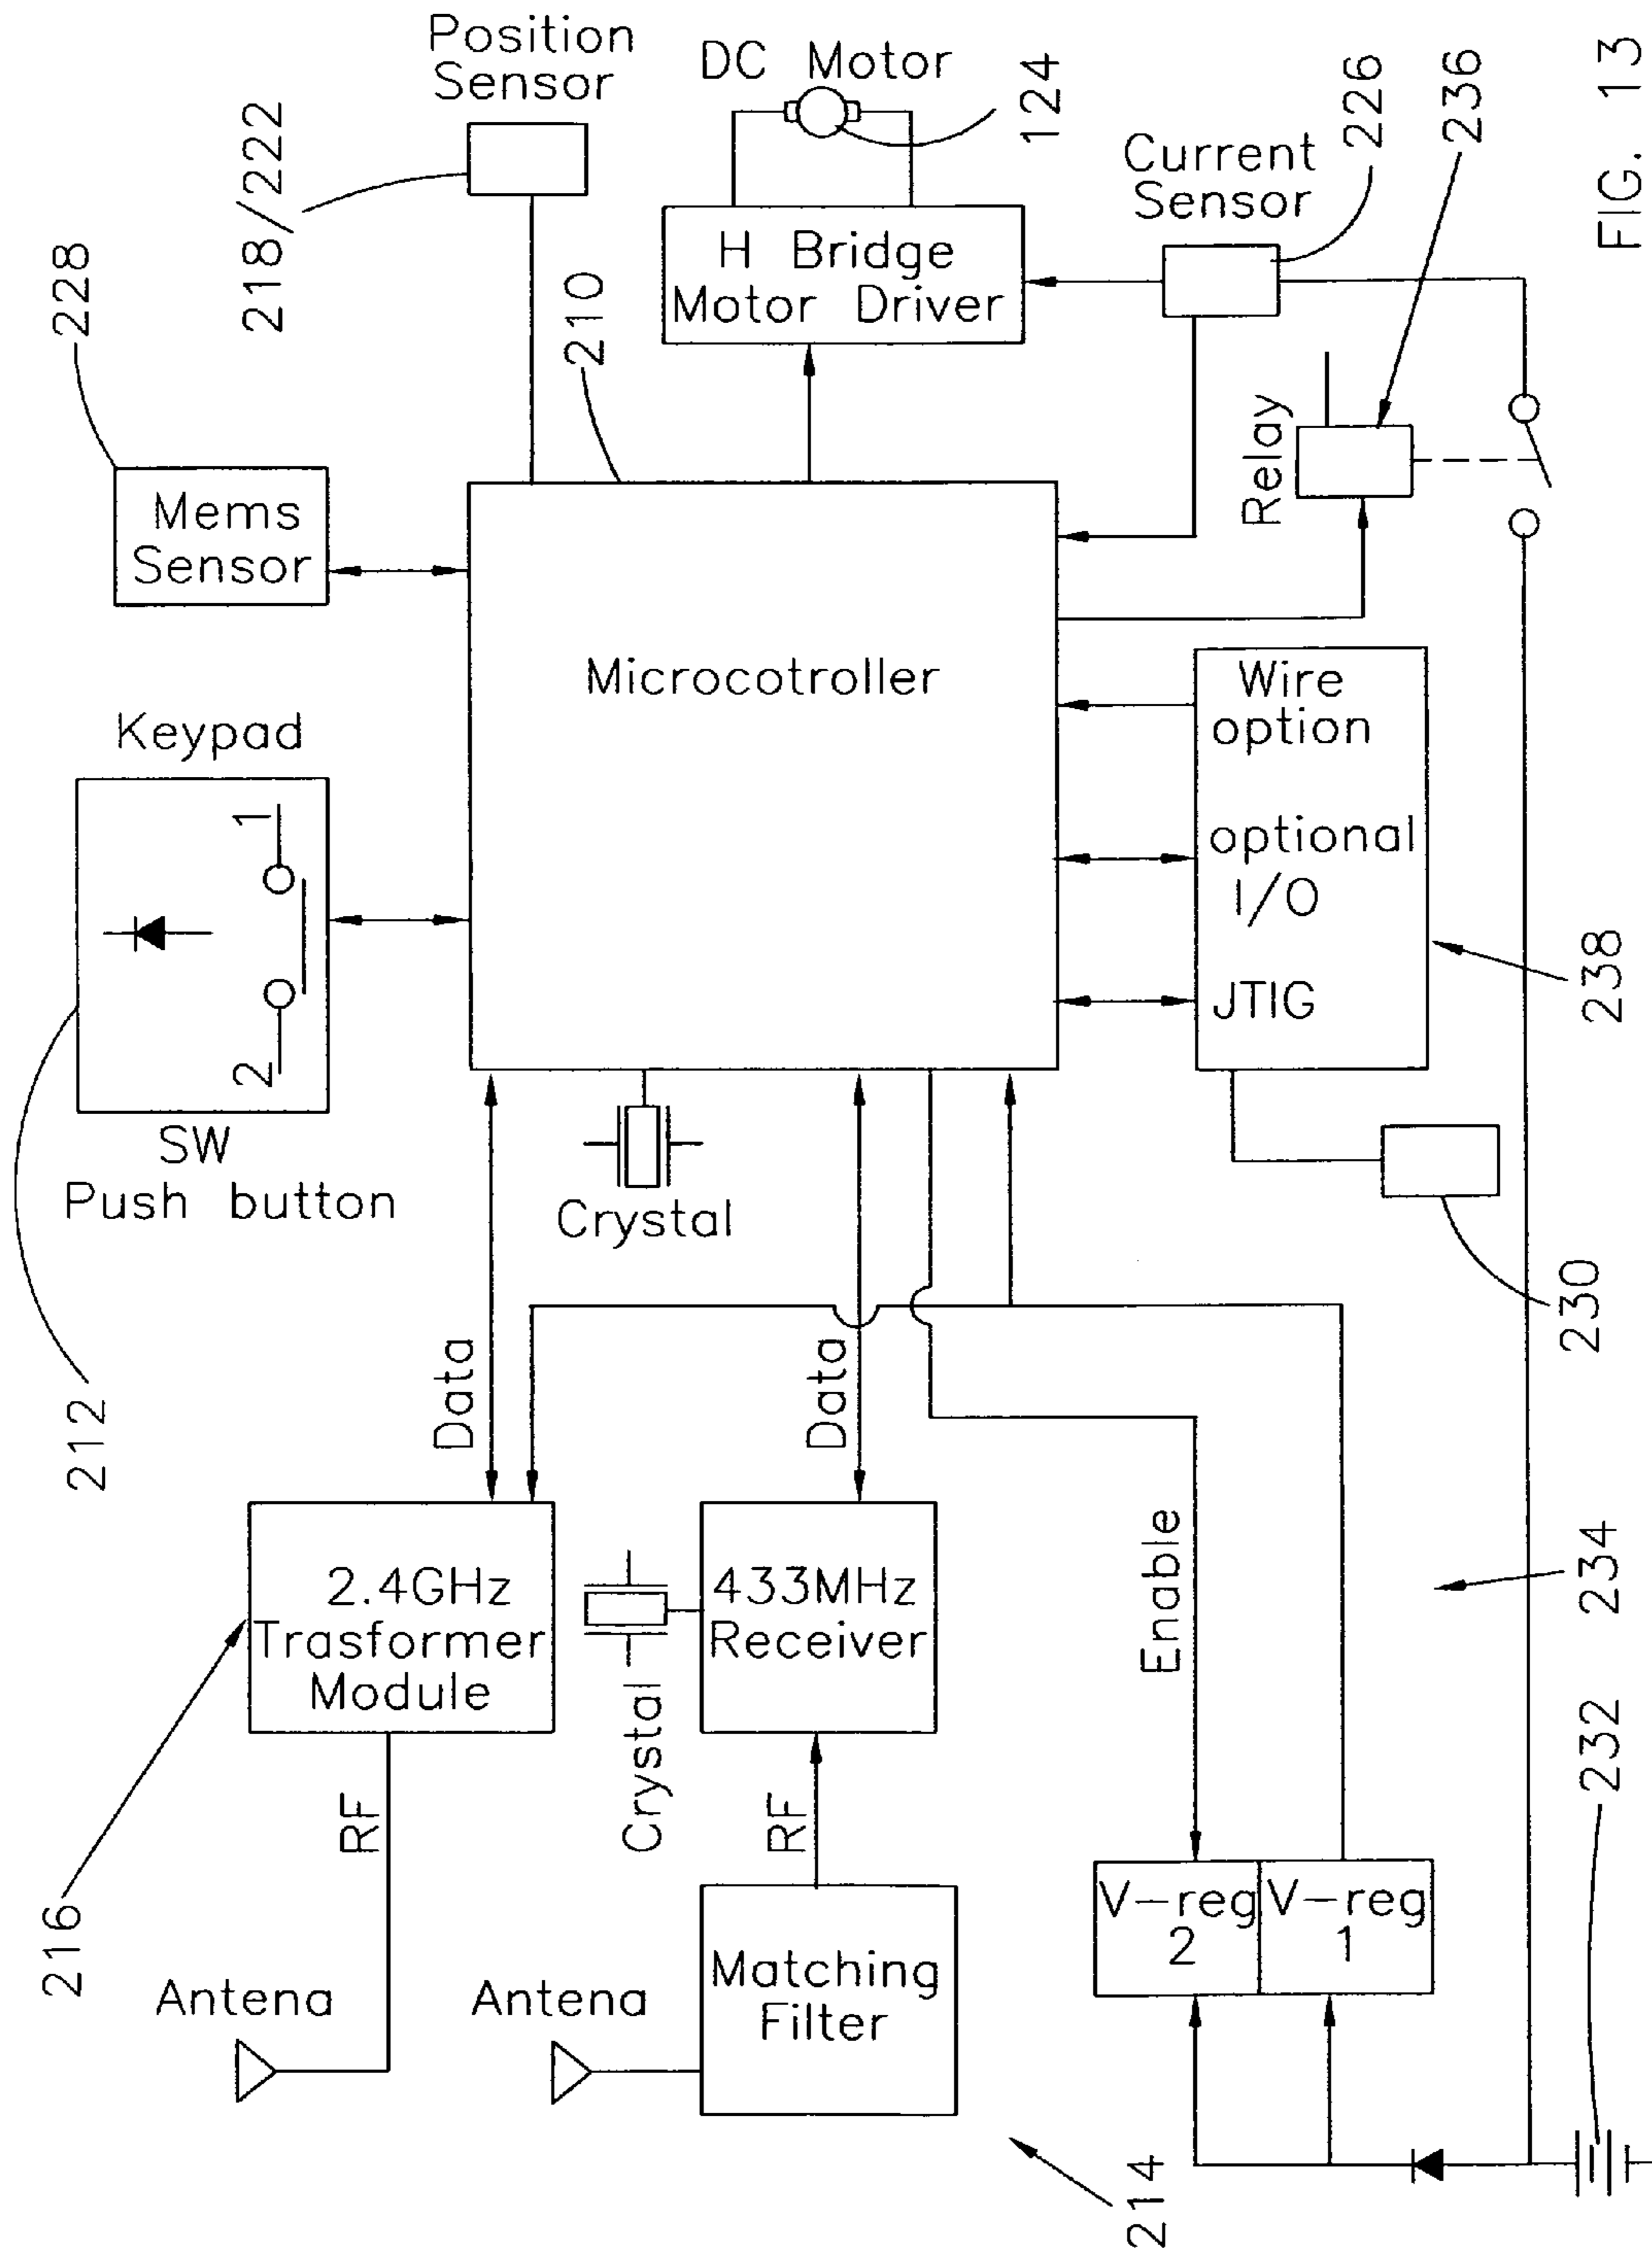 228
218/222
Position
Sensor
DC Motor
124
Mems
Sensor
210
H Bridge
Motor Driver
Current
Sensor
226
236
Relay
Keypad
1
2
SW
Push button
212
Microcotroller
Wire
option
optional
I/O
JTIG
238
230
Crystal
Data
Data
216
2.4GHz
Trasformer
Module
RF
Antena
433MHz
Receiver
Crystal
RF
Antena
Matching
Filter
214
Enable
V-reg
2
V-reg
1
234
232
FIG. 13